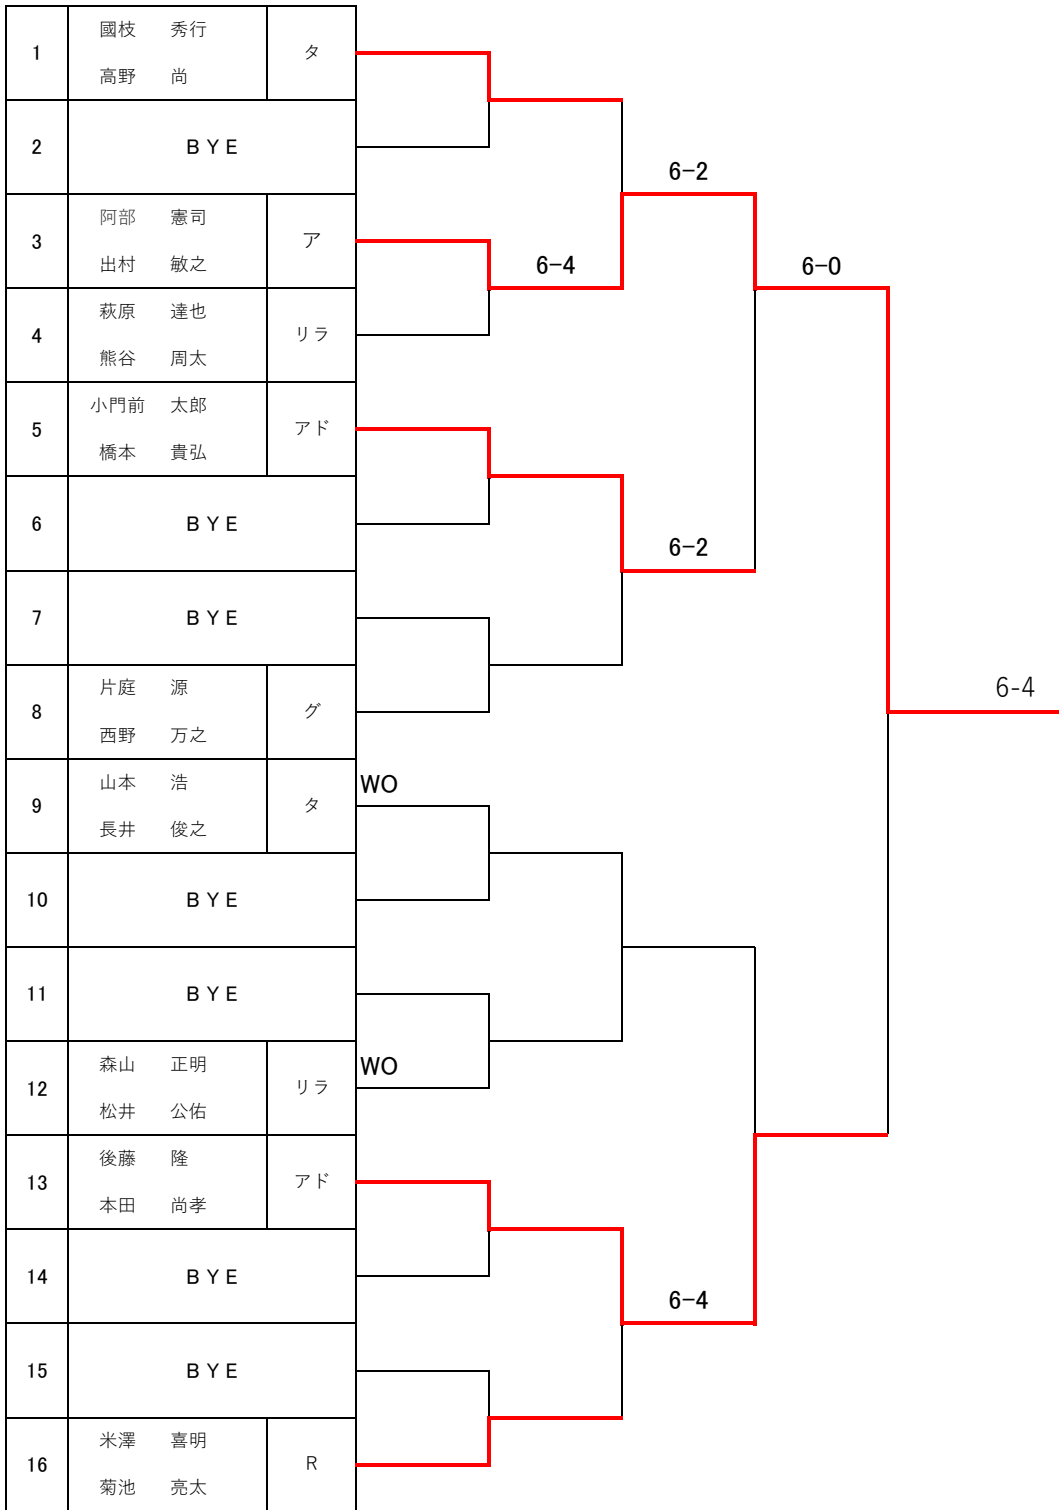 國枝 秀行
1 タ
高野 尚
2 BYE
6-2
阿部 憲司
3 ア
出村 敏之
6-4 6-0
萩原 達也
4 リラ
熊谷 周太
小門前 太郎
5 アド
橋本 貴弘
6 BYE
6-2
7 BYE
片庭 源
6-4
8 グ
西野 万之
山本 浩
WO
9 タ
長井 俊之
10 BYE
11 BYE
森山 正明
WO
12 リラ
松井 公佑
後藤 隆
13 アド
本田 尚孝
14 BYE
6-4
15 BYE
米澤 喜明
16 R
菊池 亮太